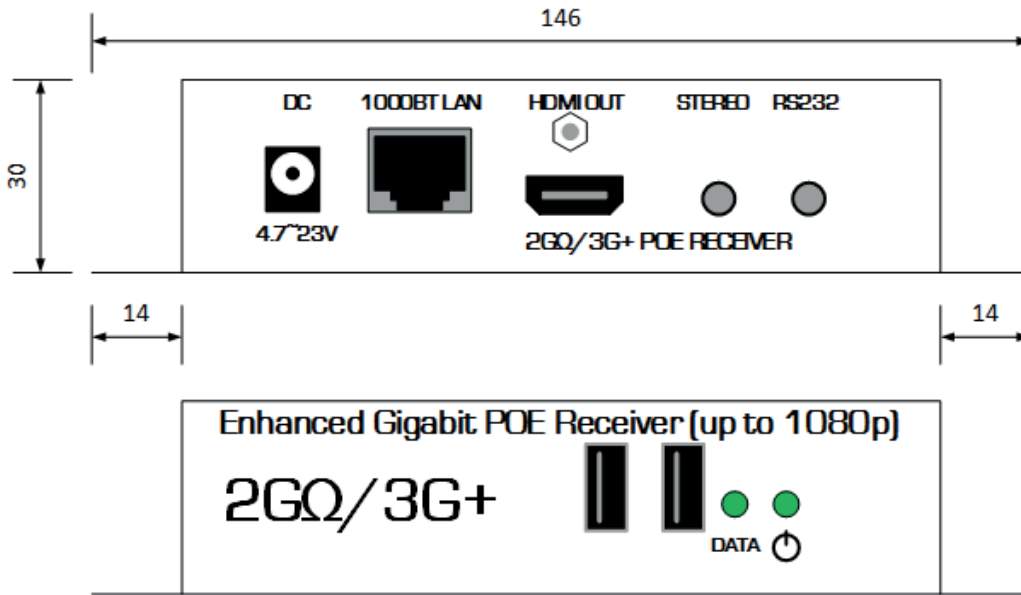 146
DC 1000BT LAN HDMI OUT STEREO RS232
30
4.7~23V
2GΩ/3G+ POE RECEIVER
14 14
Enhanced Gigabit POE Receiver (up to 1080p)
2GΩ/3G+
DATA